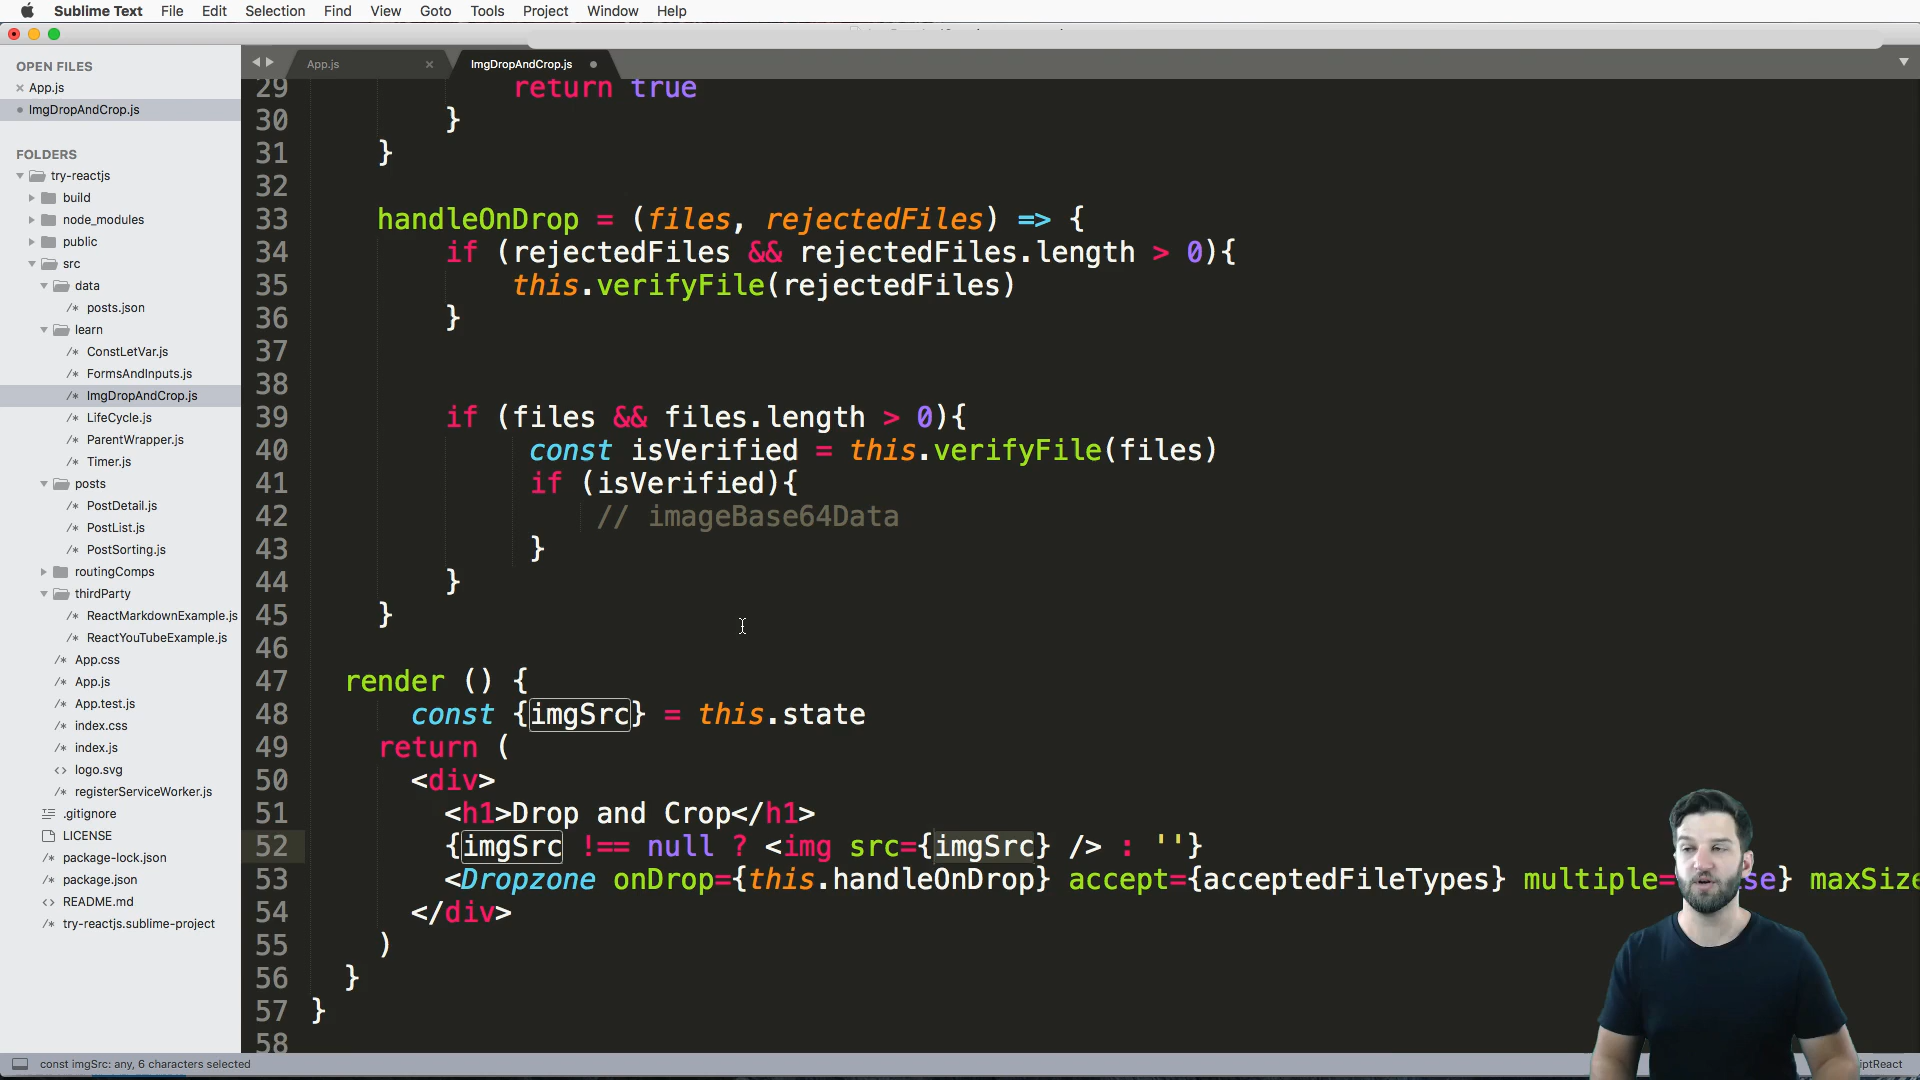 Sublime Text File Edit Selection Find View Goto Tools Project Window Help
OPEN FILES
App.js
ImgDropAndCrop.js
FOLDERS
try-reactjs
build
node_modules
public
src
data
posts.json
learn
ConstLetVar.js
FormsAndInputs.js
ImgDropAndCrop.js
LifeCycle.js
ParentWrapper.js
Timer.js
posts
PostDetail.js
PostList.js
PostSorting.js
routingComps
thirdParty
ReactMarkdownExample.js
ReactYouTubeExample.js
App.css
App.js
App.test.js
index.css
index.js
logo.svg
registerServiceWorker.js
.gitignore
LICENSE
package-lock.json
package.json
README.md
try-reactjs.sublime-project
App.js ImgDropAndCrop.js
29 return true
30 }
31 }
32
33 handleOnDrop = (files, rejectedFiles) => {
34 if (rejectedFiles && rejectedFiles.length > 0){
35 this.verifyFile(rejectedFiles)
36 }
37
38
39 if (files && files.length > 0){
40 const isVerified = this.verifyFile(files)
41 if (isVerified){
42 // imageBase64Data
43 }
44 }
45 }
46
47 render () {
48 const {imgSrc} = this.state
49 return (
50 <div>
51 <h1>Drop and Crop</h1>
52 {imgSrc !== null ? <img src={imgSrc} /> : ''}
53 <Dropzone onDrop={this.handleOnDrop} accept={acceptedFileTypes} multiple= se} maxSize
54 </div>
55 )
56 }
57 }
58
const imgSrc: any, 6 characters selected